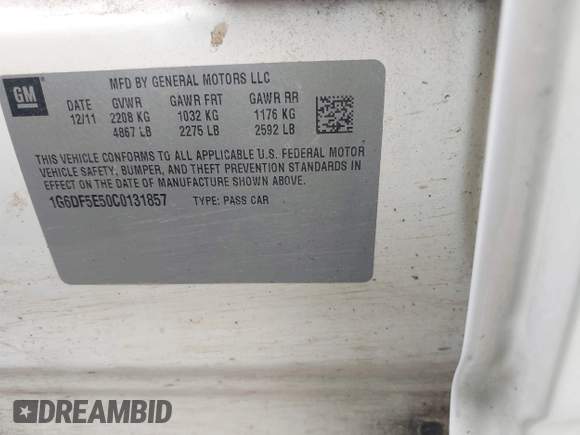 GM
MFD BY GENERAL MOTORS LLC
DATE GVWR GAWR FRT GAWR RR
12/11 2208 KG 1032 KG 1176 KG
4867 LB 2275 LB 2592 LB
THIS VEHICLE CONFORMS TO ALL APPLICABLE U.S. FEDERAL MOTOR
VEHICLE SAFETY, BUMPER, AND THEFT PREVENTION STANDARDS IN
EFFECT ON THE DATE OF MANUFACTURE SHOWN ABOVE.
1G6DF5E50C0131857 TYPE: PASS CAR
DREAMBID